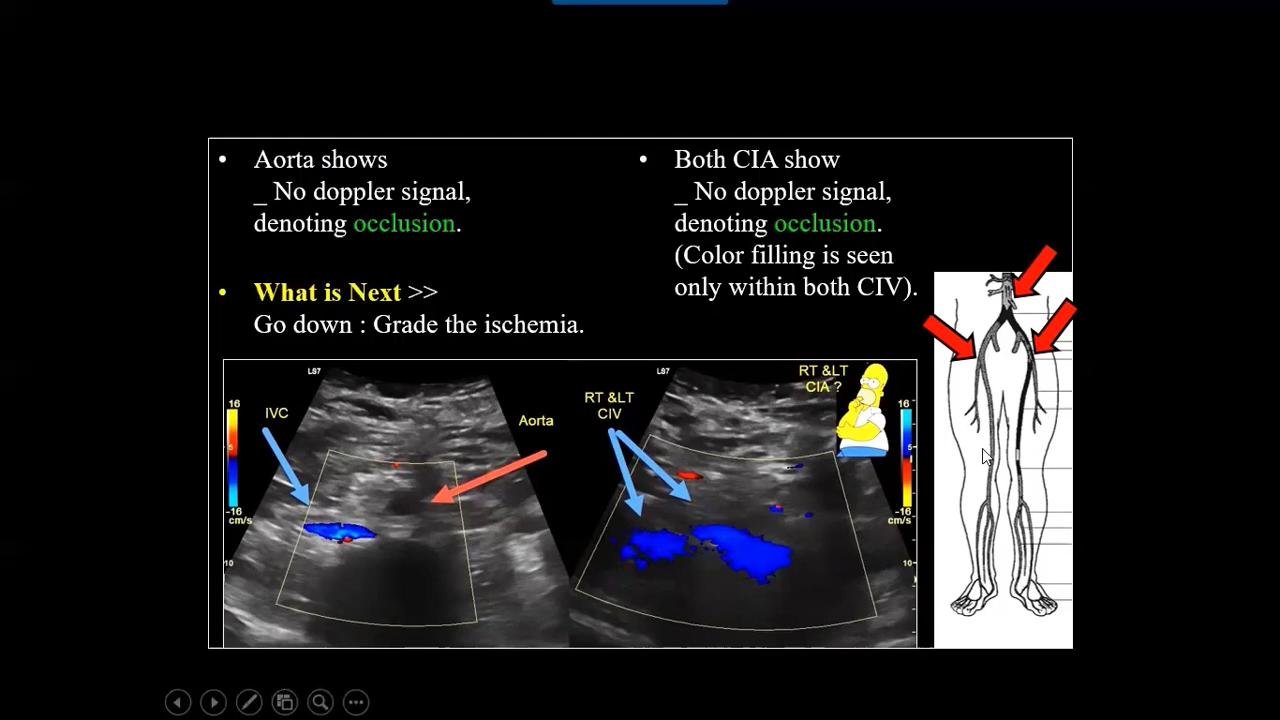 • Aorta shows
_ No doppler signal,
denoting occlusion.
• What is Next >>
Go down : Grade the ischemia.
• Both CIA show
_ No doppler signal,
denoting occlusion.
(Color filling is seen
only within both CIV).
L87
16
5
-16
cm/s
10
IVC
Aorta
L87
RT &LT
CIV
RT &LT
CIA ?
16
5
-16
cm/s
10